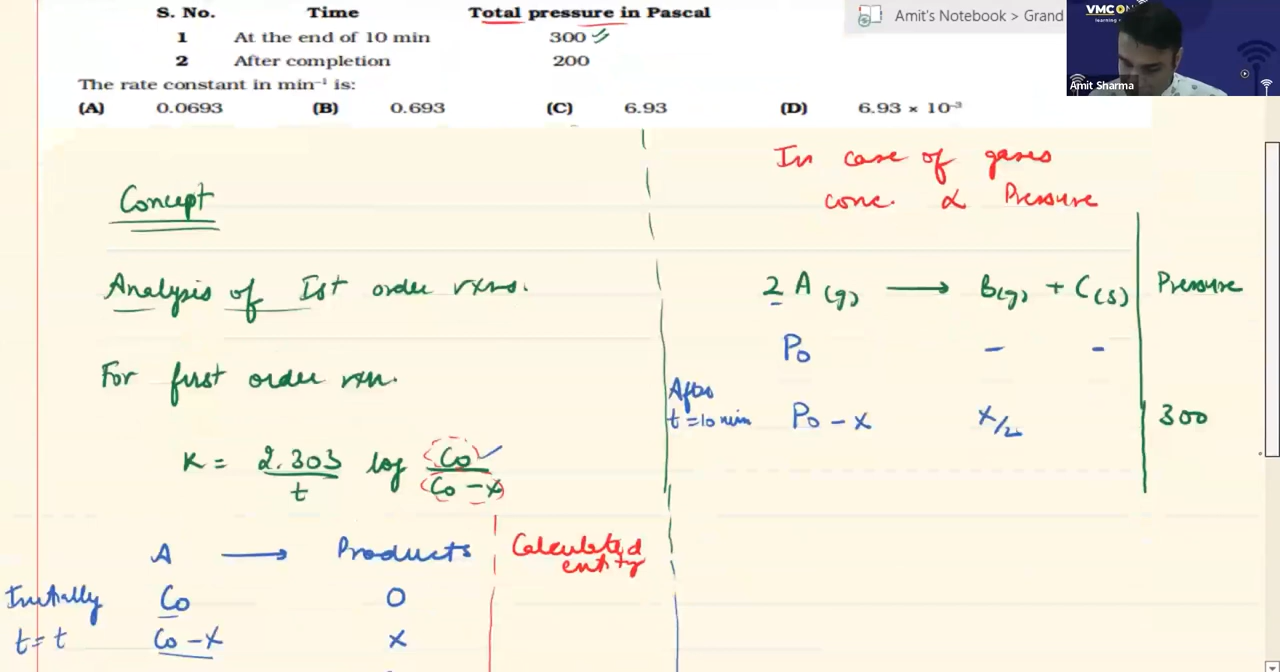 S. No. Time Total pressure in Pascal
1 At the end of 10 min 300
2 After completion 200
The rate constant in min⁻¹ is:
(A) 0.0693 (B) 0.693 (C) 6.93 (D) 6.93 × 10⁻³
Amit's Notebook > Grand
VMC ON
learning
Amit Sharma
In case of gases
conc. α Pressure
Concept
Analysis of Ist order rxns.
For first order rxn.
K = 2.303/t log Co/(Co - x)
A → Products
Calculated
entity
Initially Co O
t = t Co - x x
2 A (g) → B(g) + C(s) Pressure
Po - -
After
t = 10 min Po - x x/2 300